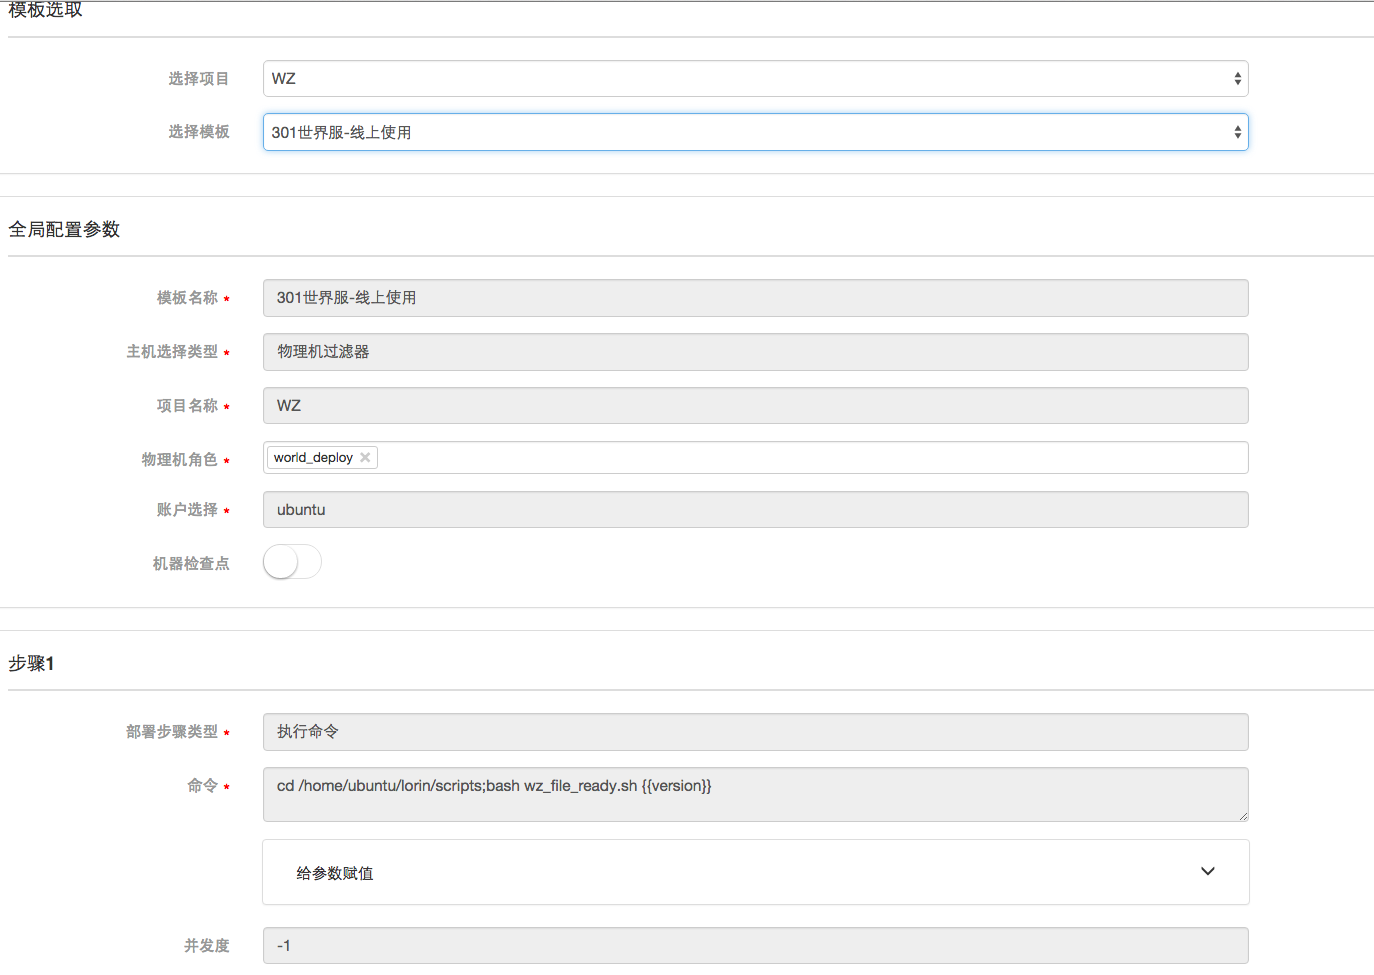 模板选取
选择项目 WZ
选择模板 301世界服-线上使用
全局配置参数
模板名称 * 301世界服-线上使用
主机选择类型 * 物理机过滤器
项目名称 * WZ
物理机角色 * world_deploy ×
账户选择 * ubuntu
机器检查点
步骤1
部署步骤类型 * 执行命令
命令 * cd /home/ubuntu/lorin/scripts;bash wz_file_ready.sh {{version}}
给参数赋值
并发度 -1